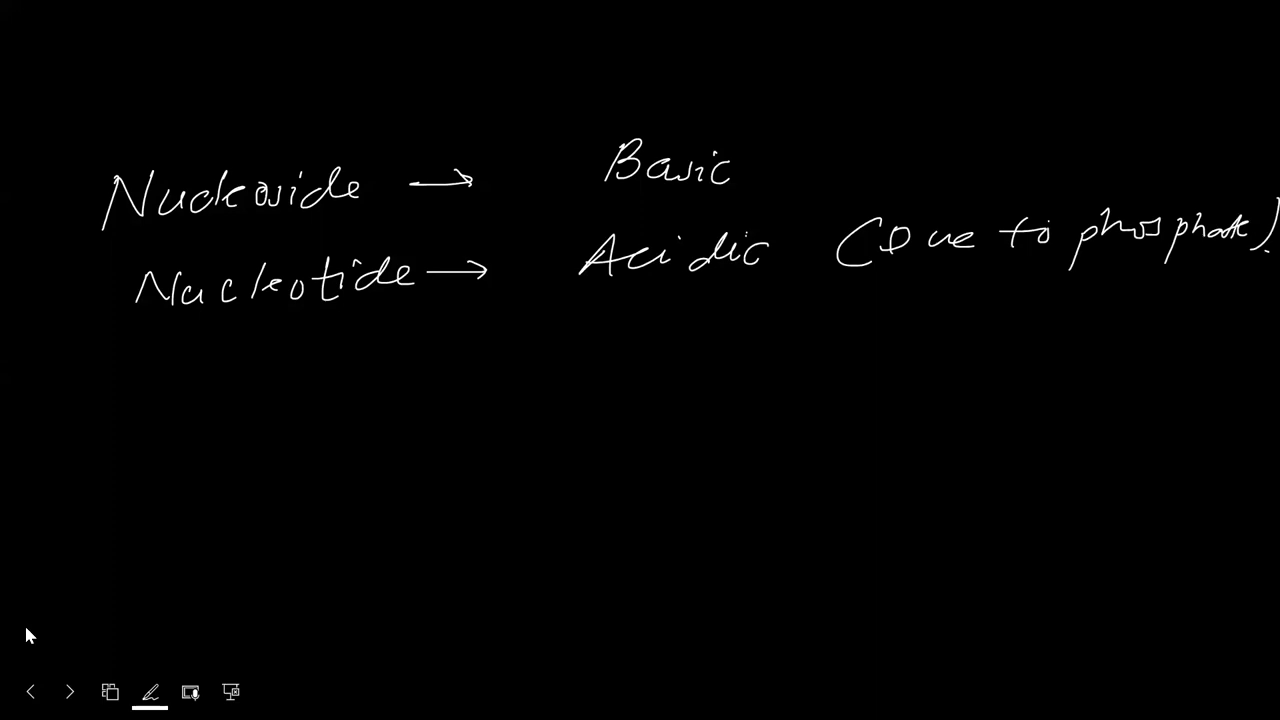 Nucleoside → Basic
Nucleotide → Acidic (Due to phosphate)